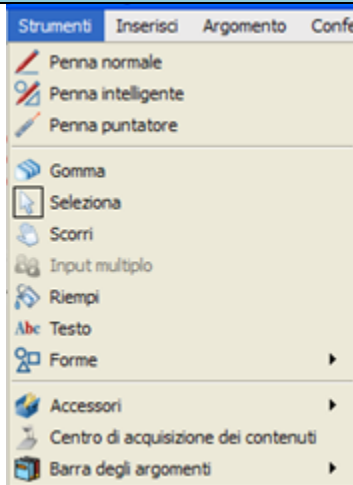 Strumenti Inserisci Argomento Confe
Penna normale
Penna intelligente
Penna puntatore
Gomma
Seleziona
Scorri
Input multiplo
Riempi
Abc Testo
Forme
Accessori
Centro di acquisizione dei contenuti
Barra degli argomenti